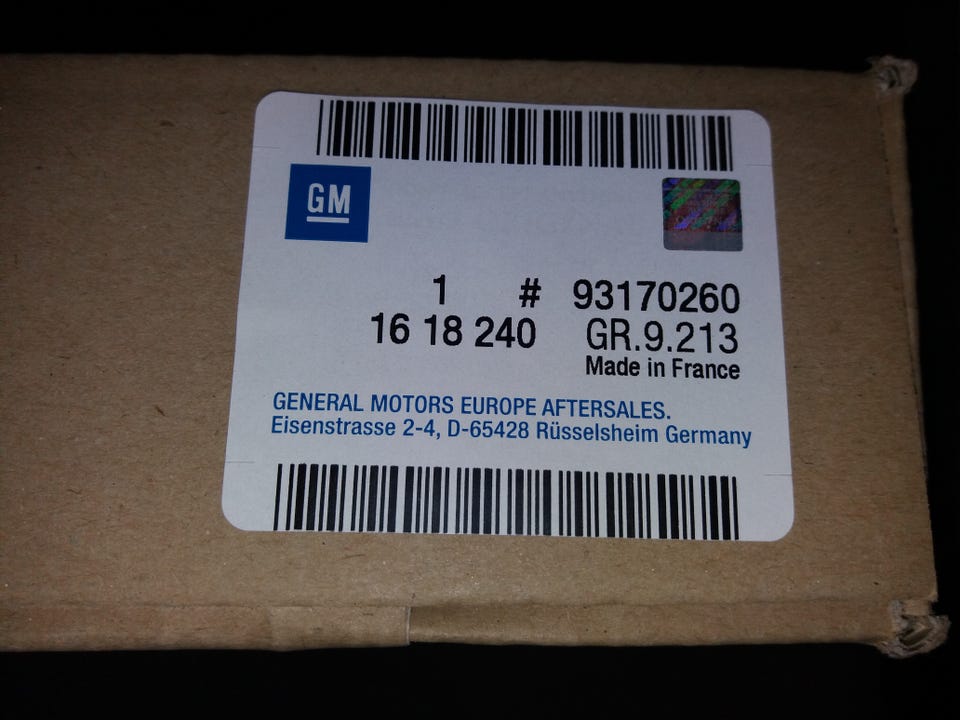 GM
1 # 93170260
16 18 240 GR.9.213
Made in France
GENERAL MOTORS EUROPE AFTERSALES.
Eisenstrasse 2-4, D-65428 Rüsselsheim Germany